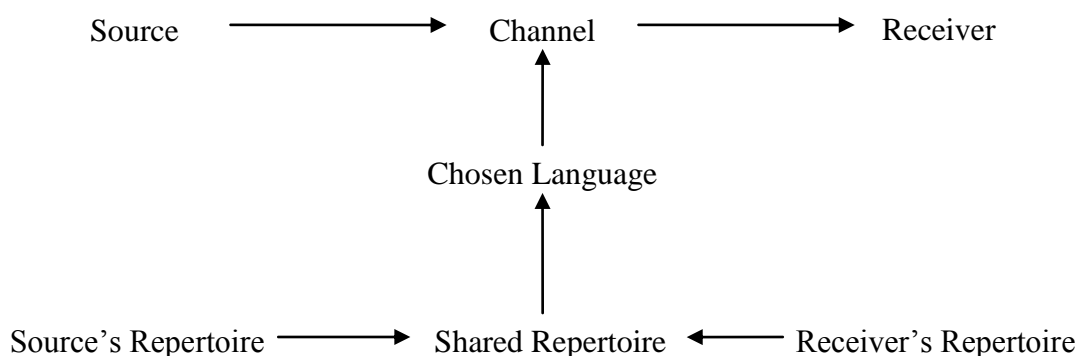 Source Channel Receiver
Chosen Language
Source’s Repertoire Shared Repertoire Receiver’s Repertoire